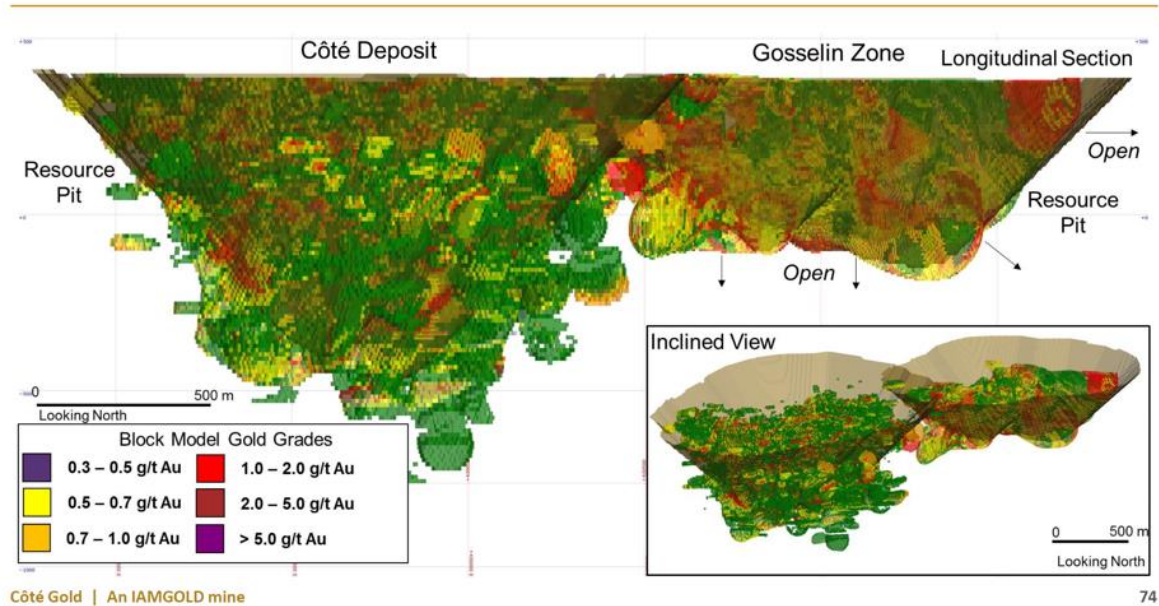 Côté Deposit
Gosselin Zone
Longitudinal Section
Open
Resource
Pit
Resource
Pit
Open
0 500 m
Looking North
Block Model Gold Grades
0.3 – 0.5 g/t Au
1.0 – 2.0 g/t Au
0.5 – 0.7 g/t Au
2.0 – 5.0 g/t Au
0.7 – 1.0 g/t Au
> 5.0 g/t Au
Inclined View
0 500 m
Looking North
Côté Gold | An IAMGOLD mine
74